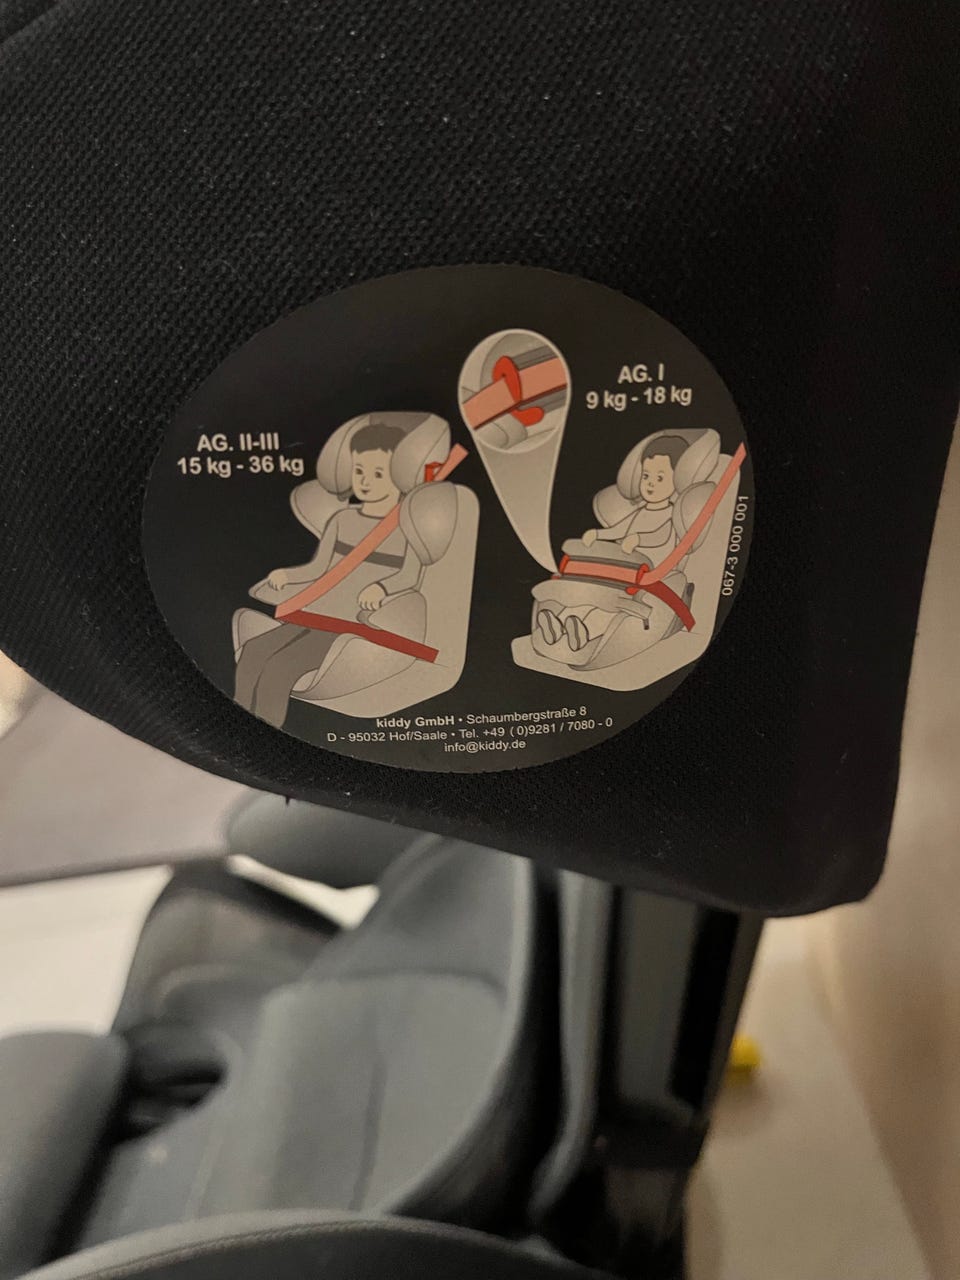 AG. I
9 kg - 18 kg
AG. II-III
15 kg - 36 kg
067-3 000 001
kiddy GmbH • Schaumbergstraße 8
D - 95032 Hof/Saale • Tel. +49 (0)9281 / 7080 - 0
info@kiddy.de